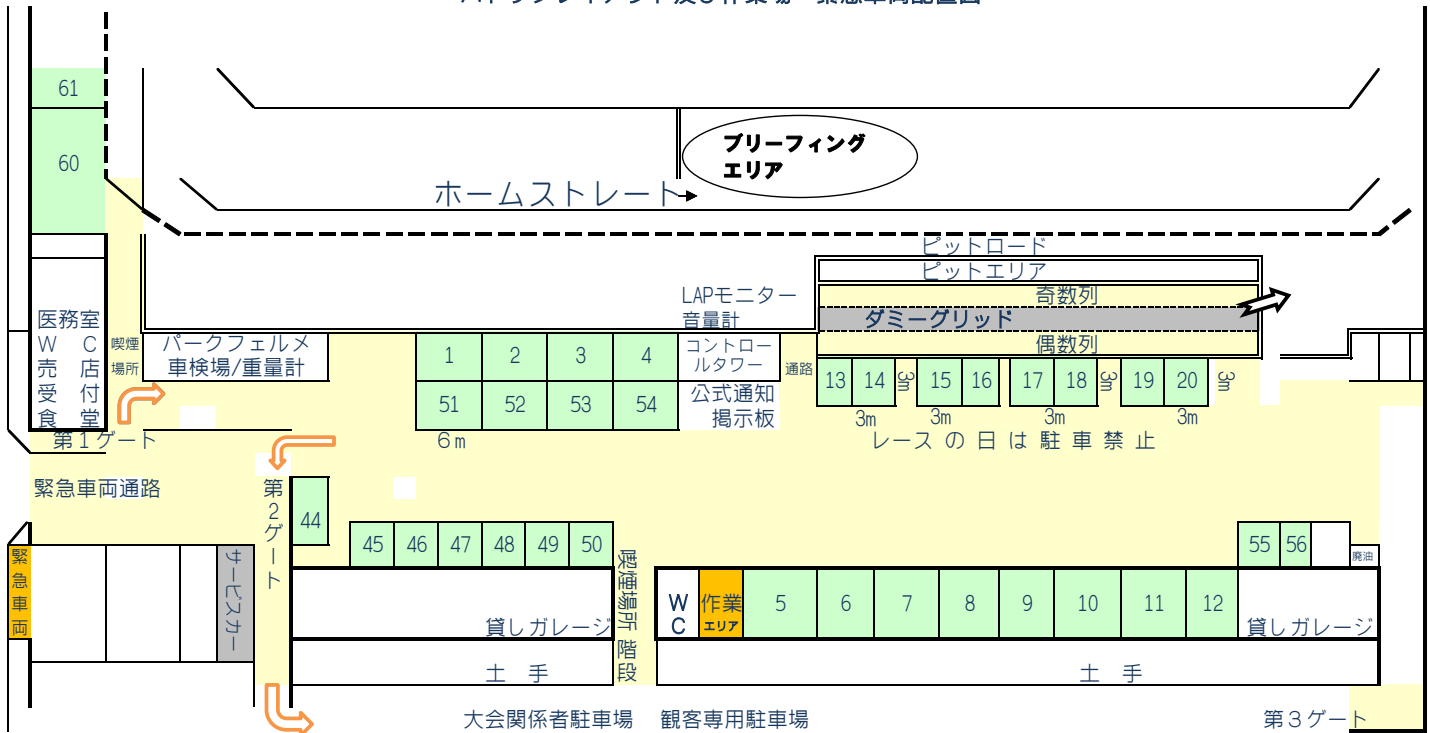 61
60
ブリーフィング
エリア
ホームストレート
ピットロード
ピットエリア
奇数列
ダミーグリッド
偶数列
LAPモニター
音量計
医務室
W C
売 店
受 付
食 堂
喫煙
場所
パークフェルメ
車検場/重量計
1 2 3 4
コントロー
ルタワー
通路
51 52 53 54
公式通知
掲示板
13 14 3m 15 16 17 18 3m 19 20 3m
3m 3m 3m 3m
6m
レースの日は駐車禁止
第1ゲート
緊急車両通路
第2ゲート
44
45 46 47 48 49 50
喫煙場所
階段
55 56
廃油
緊急車両
サービスカー
貸しガレージ
W
C
作業
エリア
5 6 7 8 9 10 11 12
貸しガレージ
土 手
土 手
大会関係者駐車場 観客専用駐車場
第3ゲート